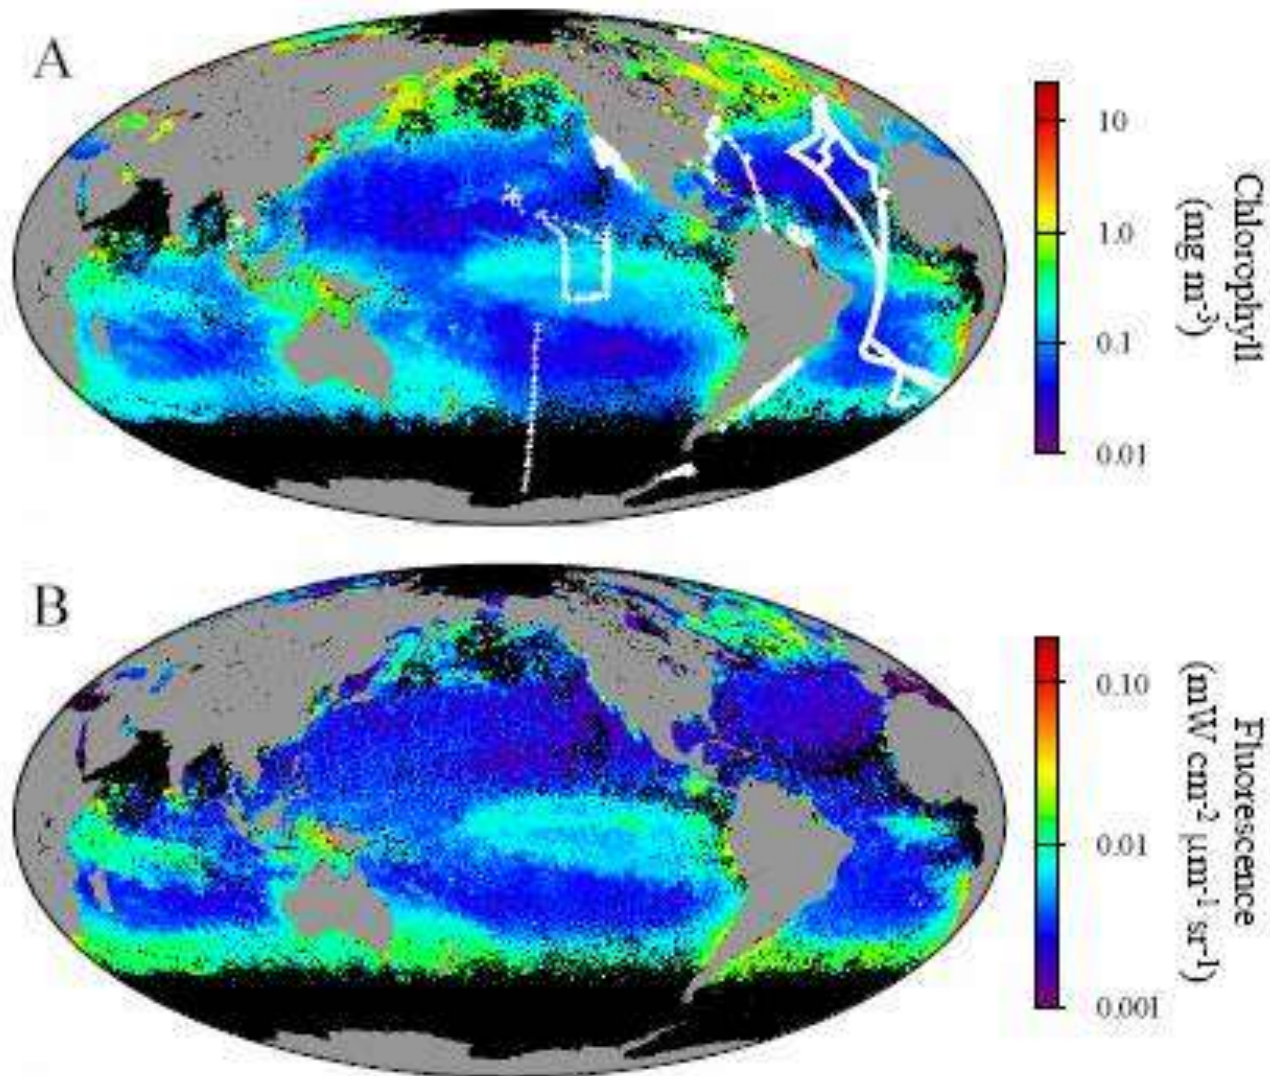 A
10
1.0
0.1
0.01
Chlorophyll
(mg m⁻³)
B
0.10
0.01
0.001
Fluorescence
(mW cm⁻² µm⁻¹ sr⁻¹)